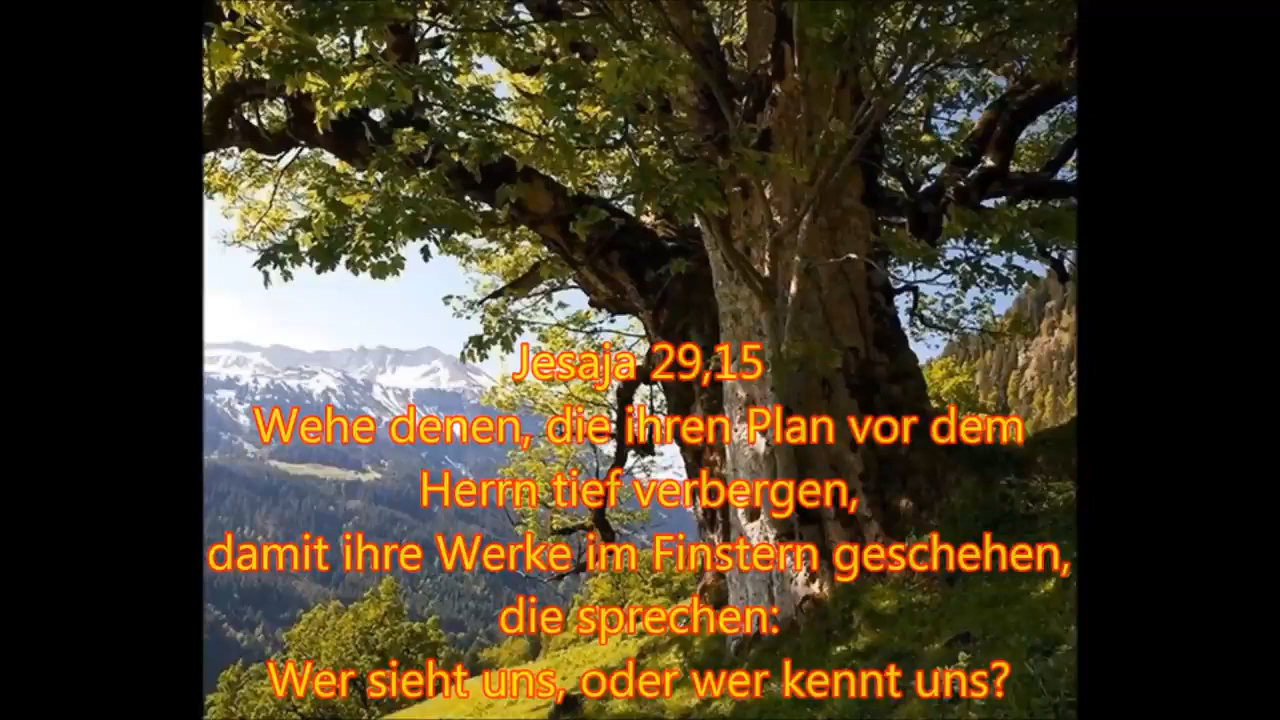 Jesaja 29,15
Wehe denen, die ihren Plan vor dem
Herrn tief verbergen,
damit ihre Werke im Finstern geschehen,
die sprechen:
Wer sieht uns, oder wer kennt uns?